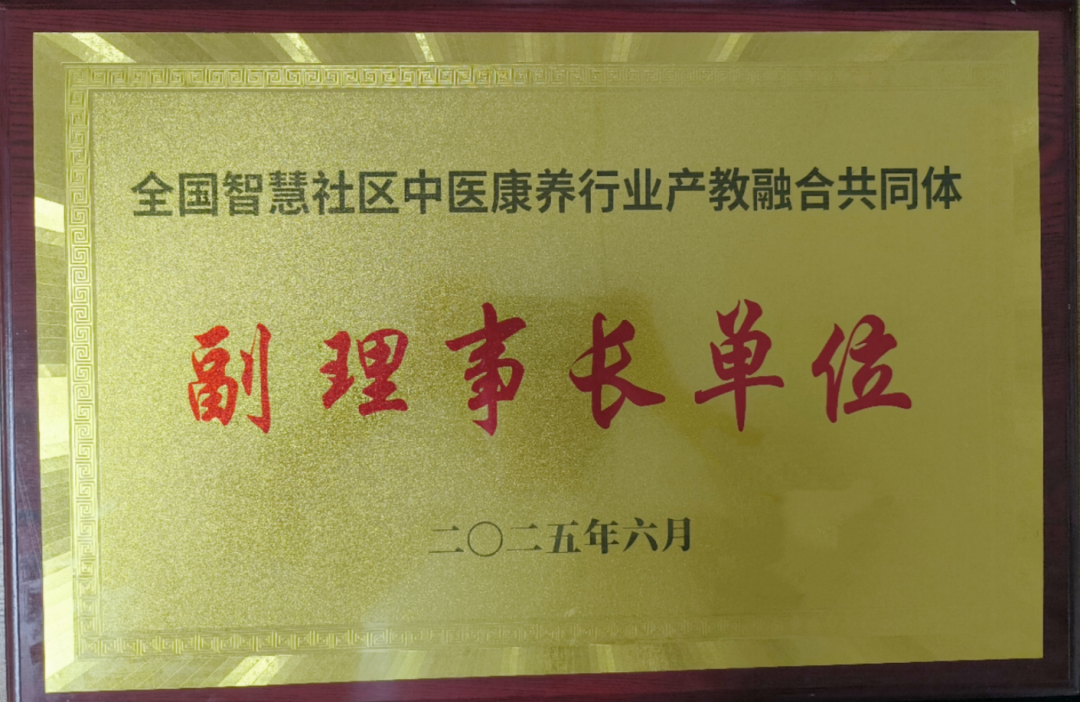 全国智慧社区中医康养行业产教融合共同体
副理事长单位
二〇二五年六月